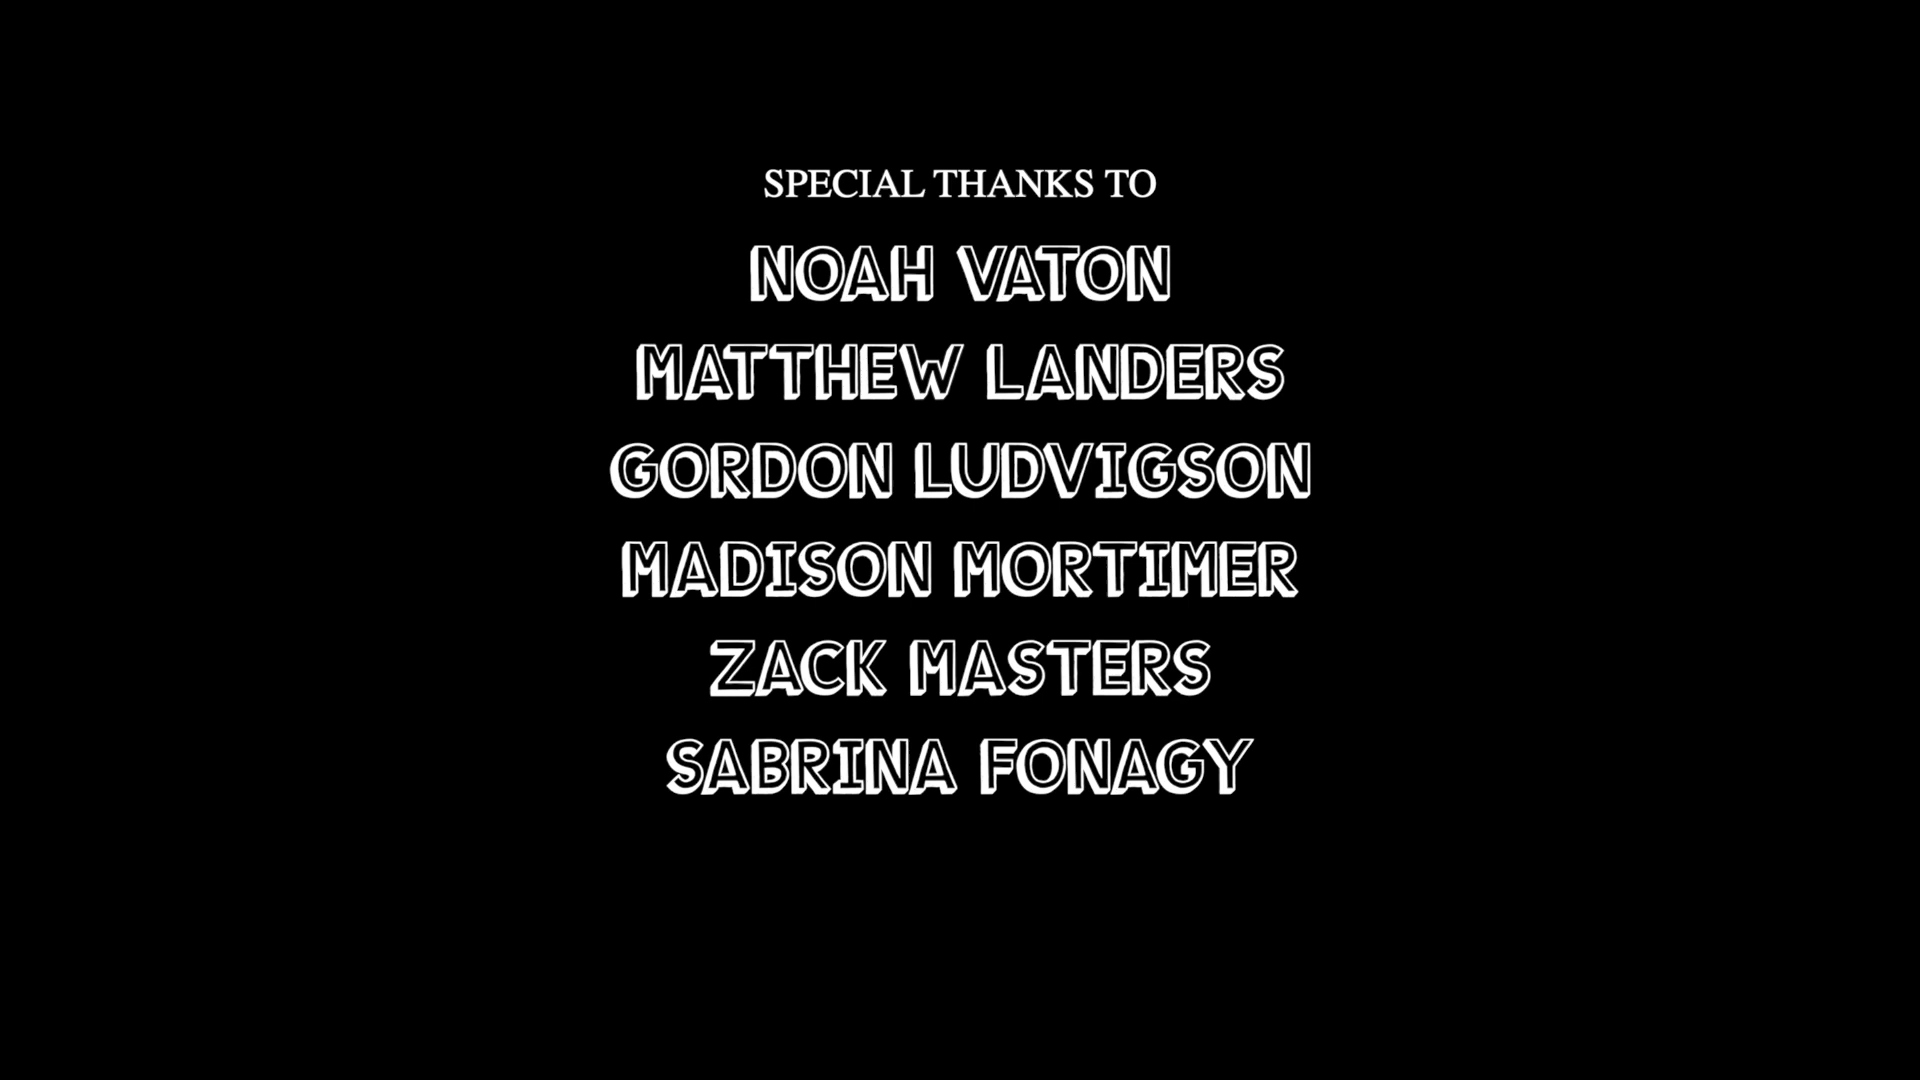 SPECIAL THANKS TO
NOAH VATON
MATTHEW LANDERS
GORDON LUDVIGSON
MADISON MORTIMER
ZACK MASTERS
SABRINA FONAGY